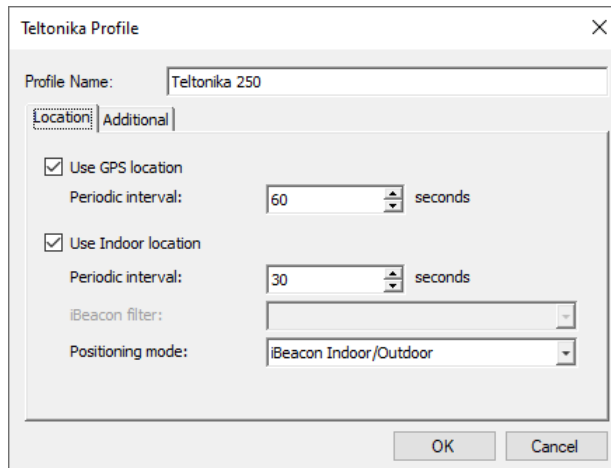 Teltonika Profile
Profile Name: Teltonika 250
Location Additional
Use GPS location
Periodic interval: 60 seconds
Use Indoor location
Periodic interval: 30 seconds
iBeacon filter:
Positioning mode: iBeacon Indoor/Outdoor
OK Cancel